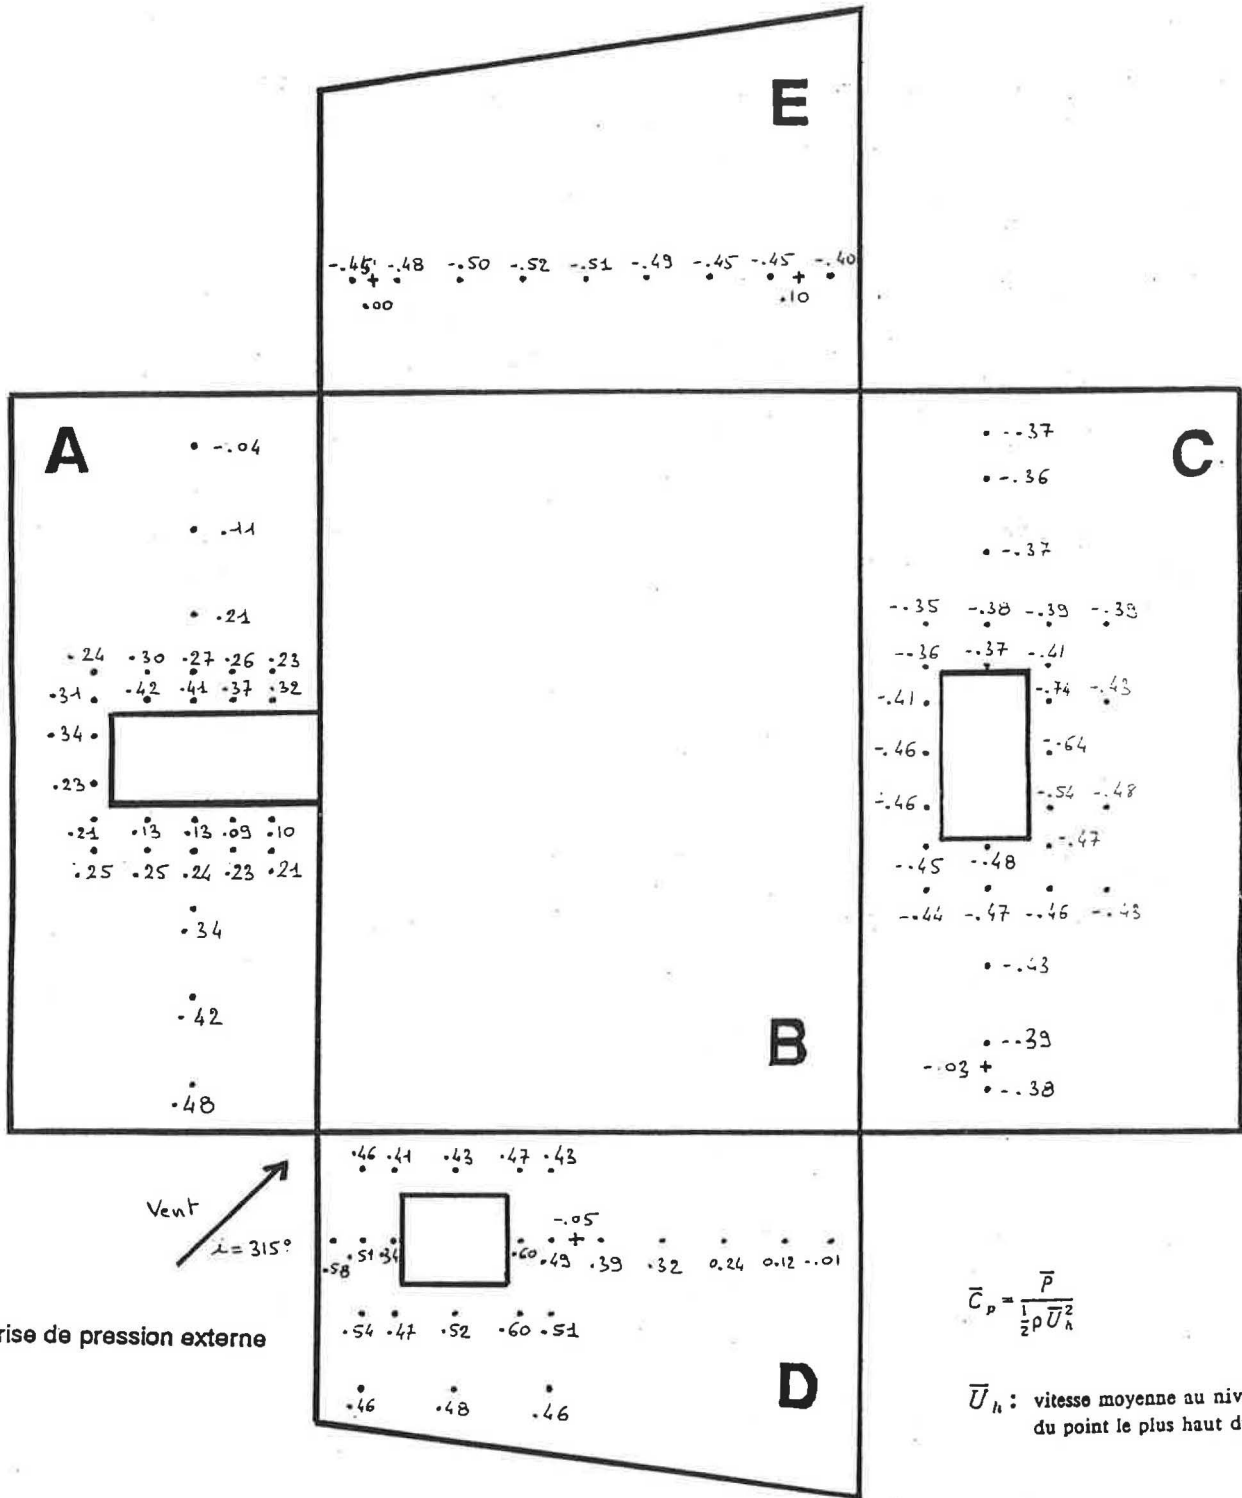 E
-.45 -.48 -.50 -.52 -.51 -.49 -.45 -.45 -.40
.00 .10
A
-.04
.11
.21
.24 .30 .27 .26 .23
.31 .42 .41 .37 .32
.34
.23
.21 .13 .13 .09 .10
.25 .25 .24 .23 .21
.34
.42
.48
C
-.37
-.36
-.37
-.35 -.38 -.39 -.39
-.36 -.37 -.41
-.41 -.74 -.43
-.46 -.64
-.46 -.54 -.48
-.45 -.48 -.47
-.44 -.47 -.46 -.43
-.43
-.39
-.03
-.38
B
Vent
i = 315°
.46 .41 .43 .47 .43
-.05
.58 .51 .34 .60 .49 .39 .32 0.24 0.12 -.01
.54 .47 .52 .60 .51
.46 .48 .46
D
rise de pression externe
C̅p = P̅ / ½ρU̅h²
U̅h : vitesse moyenne au niv
du point le plus haut d